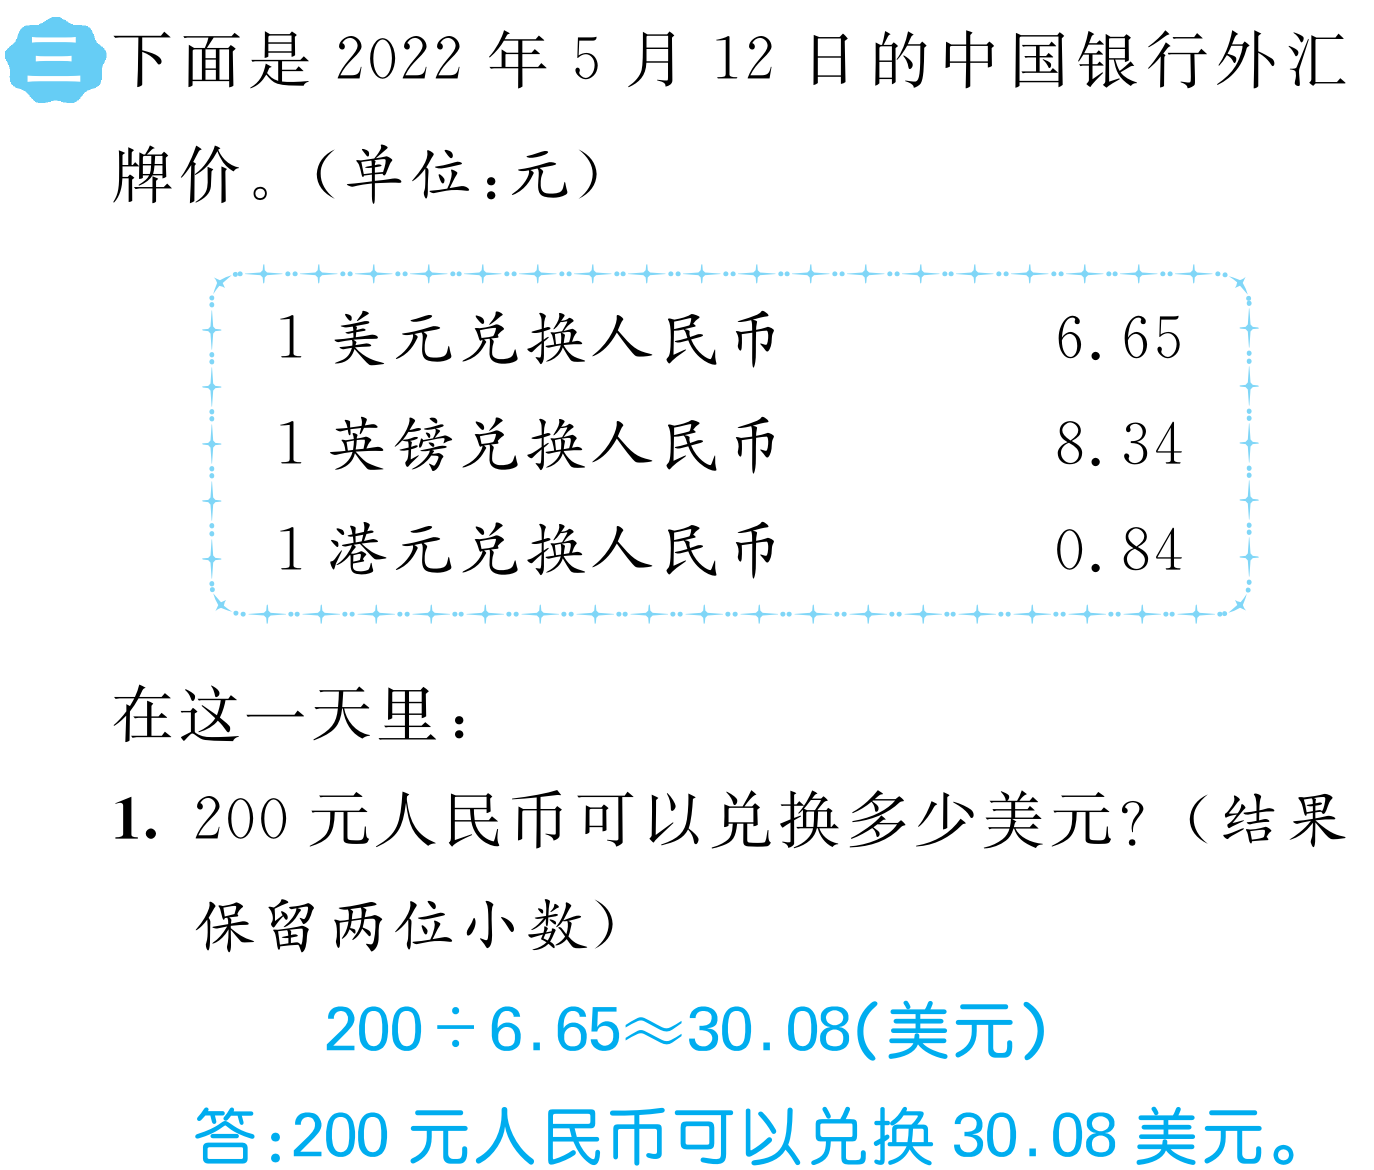 三 下面是 2022 年 5 月 12 日的中国银行外汇
牌价。（单位:元）
1 美元兑换人民币 6.65
1 英镑兑换人民币 8.34
1 港元兑换人民币 0.84
在这一天里:
1. 200 元人民币可以兑换多少美元?（结果
保留两位小数）
200÷6.65≈30.08(美元)
答:200 元人民币可以兑换 30.08 美元。